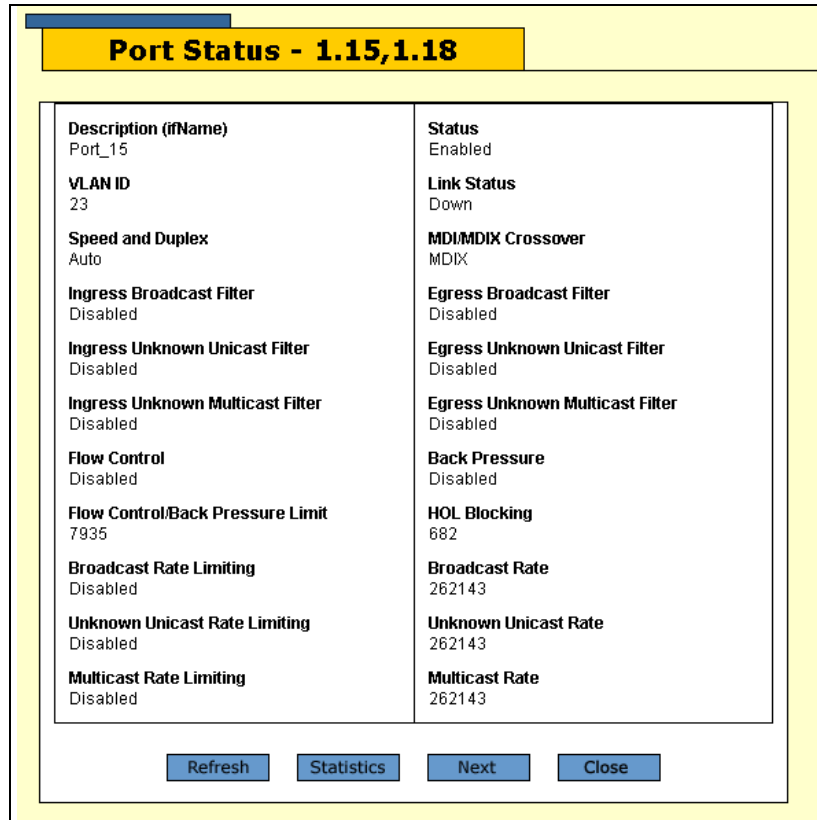 Port Status - 1.15,1.18
Description (ifName)
Port_15
Status
Enabled
VLAN ID
23
Link Status
Down
Speed and Duplex
Auto
MDI/MDIX Crossover
MDIX
Ingress Broadcast Filter
Disabled
Egress Broadcast Filter
Disabled
Ingress Unknown Unicast Filter
Disabled
Egress Unknown Unicast Filter
Disabled
Ingress Unknown Multicast Filter
Disabled
Egress Unknown Multicast Filter
Disabled
Flow Control
Disabled
Back Pressure
Disabled
Flow Control/Back Pressure Limit
7935
HOL Blocking
682
Broadcast Rate Limiting
Disabled
Broadcast Rate
262143
Unknown Unicast Rate Limiting
Disabled
Unknown Unicast Rate
262143
Multicast Rate Limiting
Disabled
Multicast Rate
262143
Refresh
Statistics
Next
Close